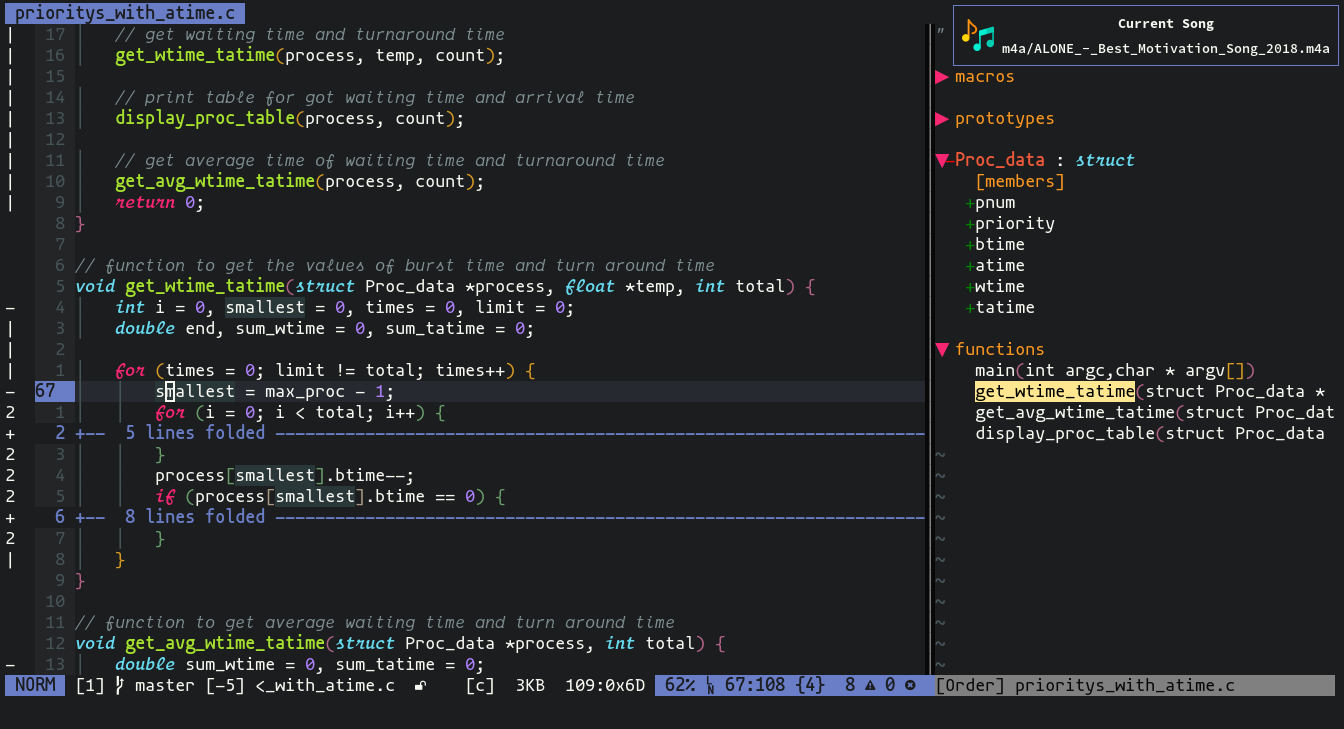 prioritys_with_atime.c
17 // get waiting time and turnaround time
16 get_wtime_tatime(process, temp, count);
15
14 // print table for got waiting time and arrival time
13 display_proc_table(process, count);
12
11 // get average time of waiting time and turnaround time
10 get_avg_wtime_tatime(process, count);
9 return 0;
8 }
7
6 // function to get the values of burst time and turn around time
5 void get_wtime_tatime(struct Proc_data *process, float *temp, int total) {
- 4 int i = 0, smallest = 0, times = 0, limit = 0;
3 double end, sum_wtime = 0, sum_tatime = 0;
2
1 for (times = 0; limit != total; times++) {
- 67 smallest = max_proc - 1;
2 1 for (i = 0; i < total; i++) {
+ 2 +-- 5 lines folded
2 3 }
2 4 process[smallest].btime--;
2 5 if (process[smallest].btime == 0) {
+ 6 +-- 8 lines folded
2 7 }
8 }
9 }
10
11 // function to get average waiting time and turn around time
12 void get_avg_wtime_tatime(struct Proc_data *process, int total) {
- 13 double sum_wtime = 0, sum_tatime = 0;
NORM [1] master [-5] <_with_atime.c [c] 3KB 109:0x6D 62% LN 67:108 {4} 8 ⚠ 0
"
Current Song
m4a/ALONE_-_Best_Motivation_Song_2018.m4a
▶ macros
▶ prototypes
▼-Proc_data : struct
[members]
+pnum
+priority
+btime
+atime
+wtime
+tatime
▼ functions
main(int argc,char * argv[])
get_wtime_tatime(struct Proc_data *
get_avg_wtime_tatime(struct Proc_dat
display_proc_table(struct Proc_data
~
~
~
~
~
~
~
~
~
~
~
[Order] prioritys_with_atime.c